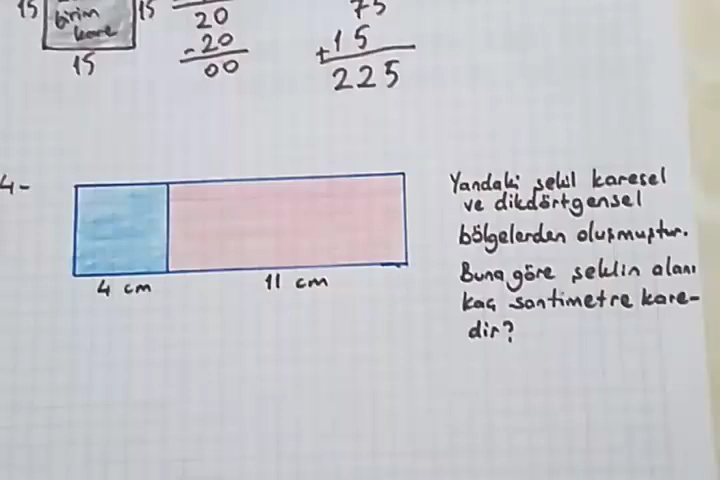 15
birim
kare
15
15
20
- 20
00
75
+15
225
4-
4 cm
11 cm
Yandaki şekil karesel
ve dikdörtgensel
bölgelerden oluşmuştur.
Buna göre şeklin alanı
kaç santimetre kare-
dir?